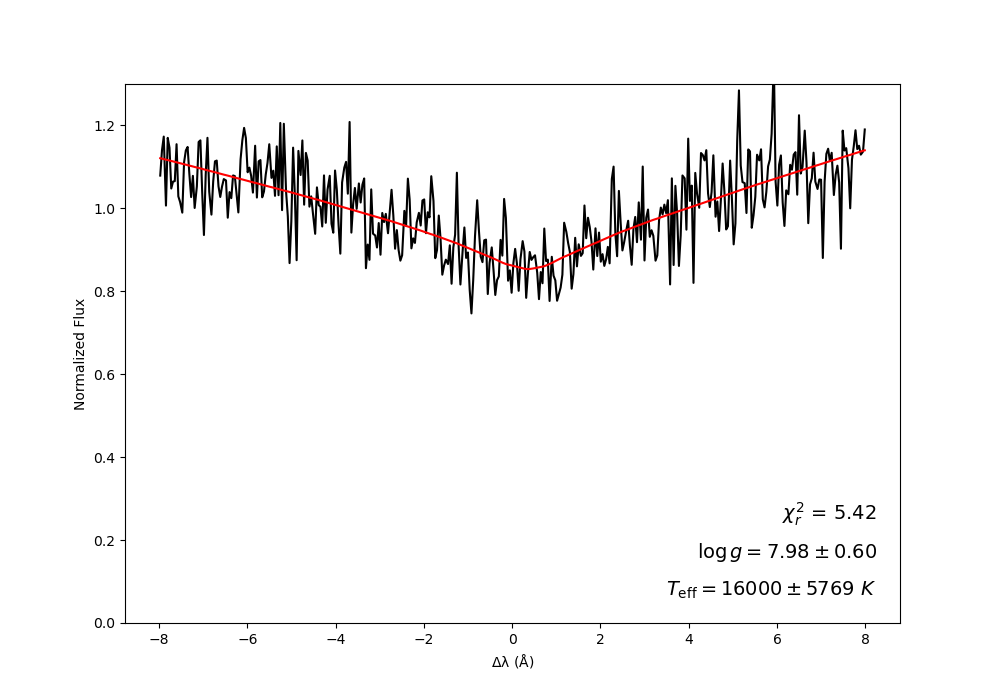 1.2
1.0
0.8
0.6
0.4
0.2
0.0
Normalized Flux
χ²ᵣ = 5.42
log g = 7.98 ± 0.60
T_eff = 16000 ± 5769 K
−8 −6 −4 −2 0 2 4 6 8
Δλ (Å)